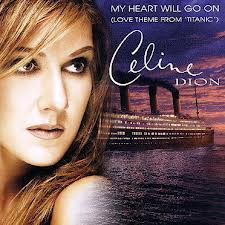 MY HEART WILL GO ON
(LOVE THEME FROM 'TITANIC')
Celine
DION